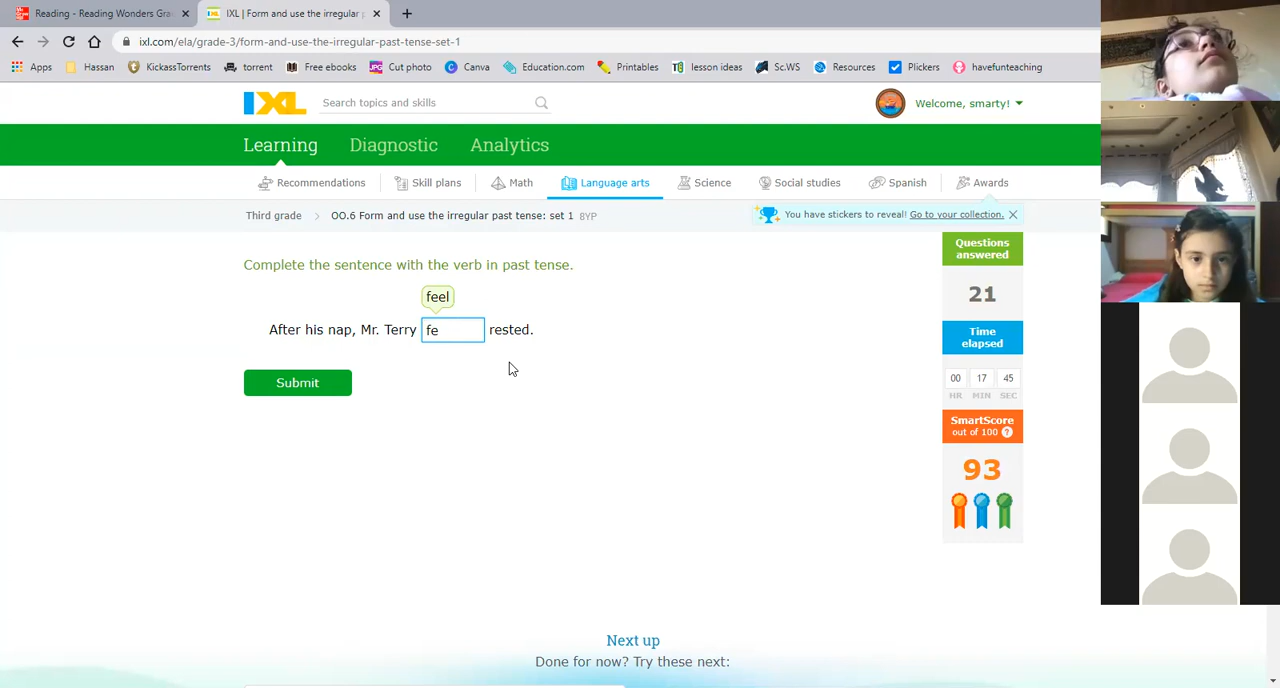 Reading - Reading Wonders Gra
IXL | Form and use the irregular p
ixl.com/ela/grade-3/form-and-use-the-irregular-past-tense-set-1
Apps Hassan KickassTorrents torrent Free ebooks Cut photo Canva Education.com Printables lesson ideas Sc.WS Resources Plickers havefunteaching
IXL Search topics and skills Welcome, smarty!
Learning Diagnostic Analytics
Recommendations Skill plans Math Language arts Science Social studies Spanish Awards
Third grade > OO.6 Form and use the irregular past tense: set 1 8YP
You have stickers to reveal! Go to your collection.
Complete the sentence with the verb in past tense.
feel
After his nap, Mr. Terry fe rested.
Submit
Questions
answered
21
Time
elapsed
00 17 45
HR MIN SEC
SmartScore
out of 100 ?
93
Next up
Done for now? Try these next: